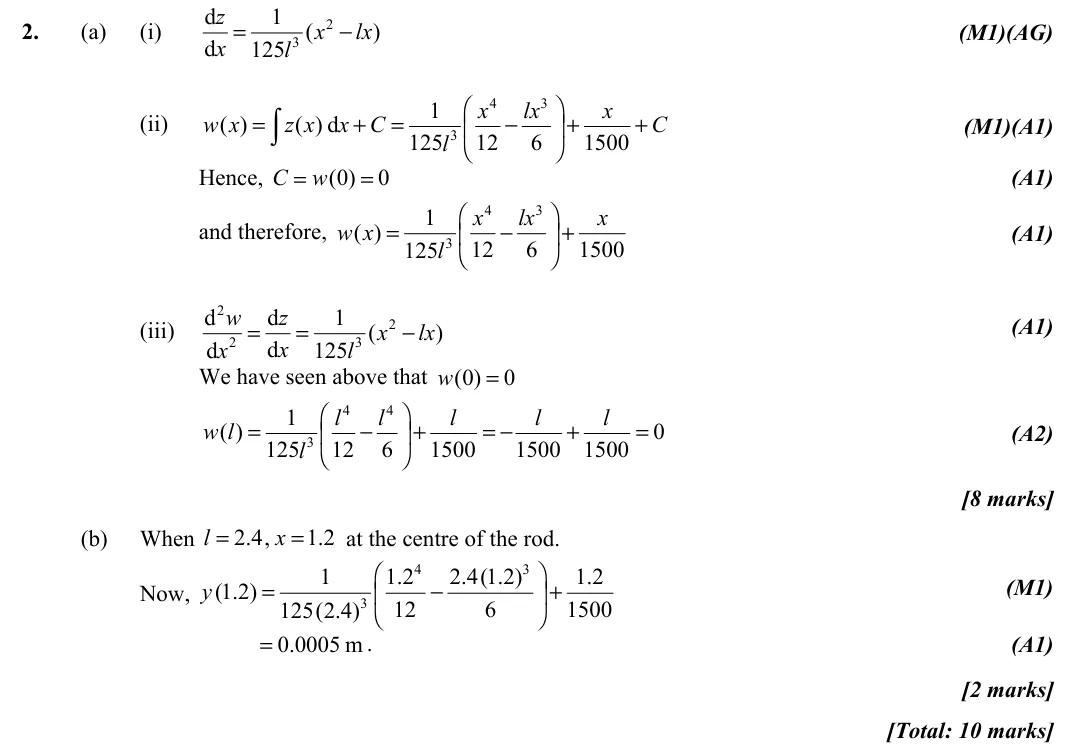 2. (a) (i) dz/dx = 1/(125l³) (x² − lx) (M1)(AG)
(ii) w(x) = ∫ z(x) dx + C = 1/(125l³) (x⁴/12 − lx³/6) + x/1500 + C (M1)(A1)
Hence, C = w(0) = 0 (A1)
and therefore, w(x) = 1/(125l³) (x⁴/12 − lx³/6) + x/1500 (A1)
(iii) d²w/dx² = dz/dx = 1/(125l³) (x² − lx) (A1)
We have seen above that w(0) = 0
w(l) = 1/(125l³) (l⁴/12 − l⁴/6) + l/1500 = −l/1500 + l/1500 = 0 (A2)
[8 marks]
(b) When l = 2.4, x = 1.2 at the centre of the rod.
Now, y(1.2) = 1/(125(2.4)³) (1.2⁴/12 − 2.4(1.2)³/6) + 1.2/1500 (M1)
= 0.0005 m . (A1)
[2 marks]
[Total: 10 marks]